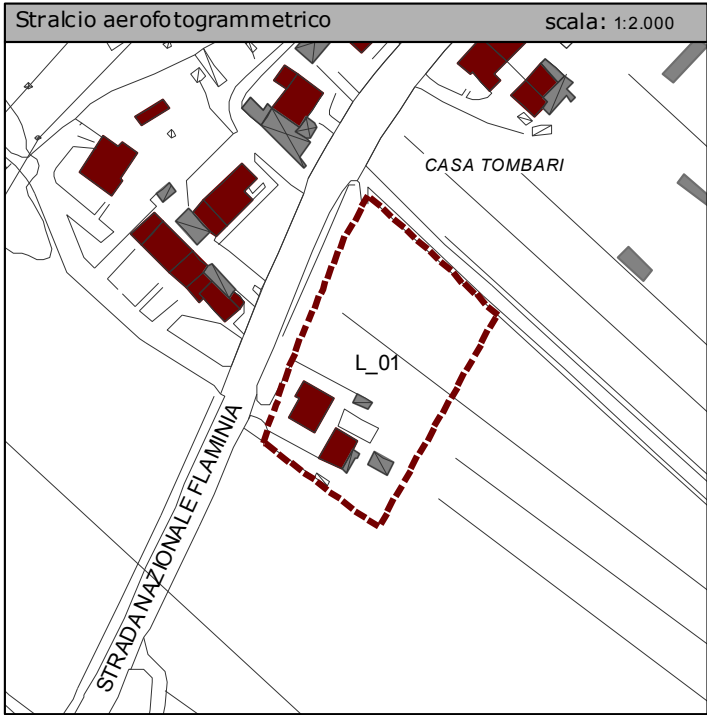 Stralcio aerofotogrammetrico scala: 1:2.000
CASA TOMBARI
L_01
STRADA NAZIONALE FLAMINIA